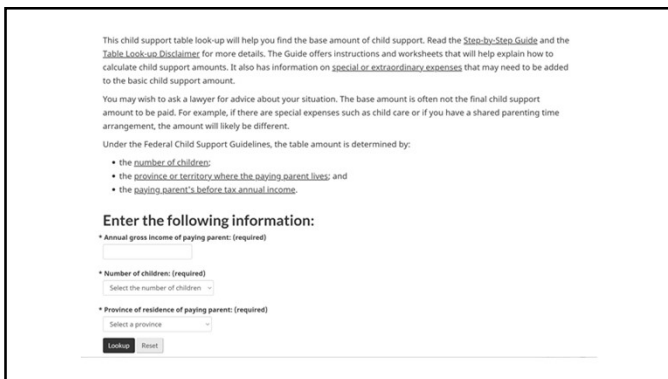 This child support table look-up will help you find the base amount of child support. Read the Step-by-Step Guide and the
Table Look-up Disclaimer for more details. The Guide offers instructions and worksheets that will help explain how to
calculate child support amounts. It also has information on special or extraordinary expenses that may need to be added
to the basic child support amount.
You may wish to ask a lawyer for advice about your situation. The base amount is often not the final child support
amount to be paid. For example, if there are special expenses such as child care or if you have a shared parenting time
arrangement, the amount will likely be different.
Under the Federal Child Support Guidelines, the table amount is determined by:
• the number of children;
• the province or territory where the paying parent lives; and
• the paying parent's before tax annual income.
Enter the following information:
* Annual gross income of paying parent: (required)
* Number of children: (required)
Select the number of children
* Province of residence of paying parent: (required)
Select a province
Lookup Reset